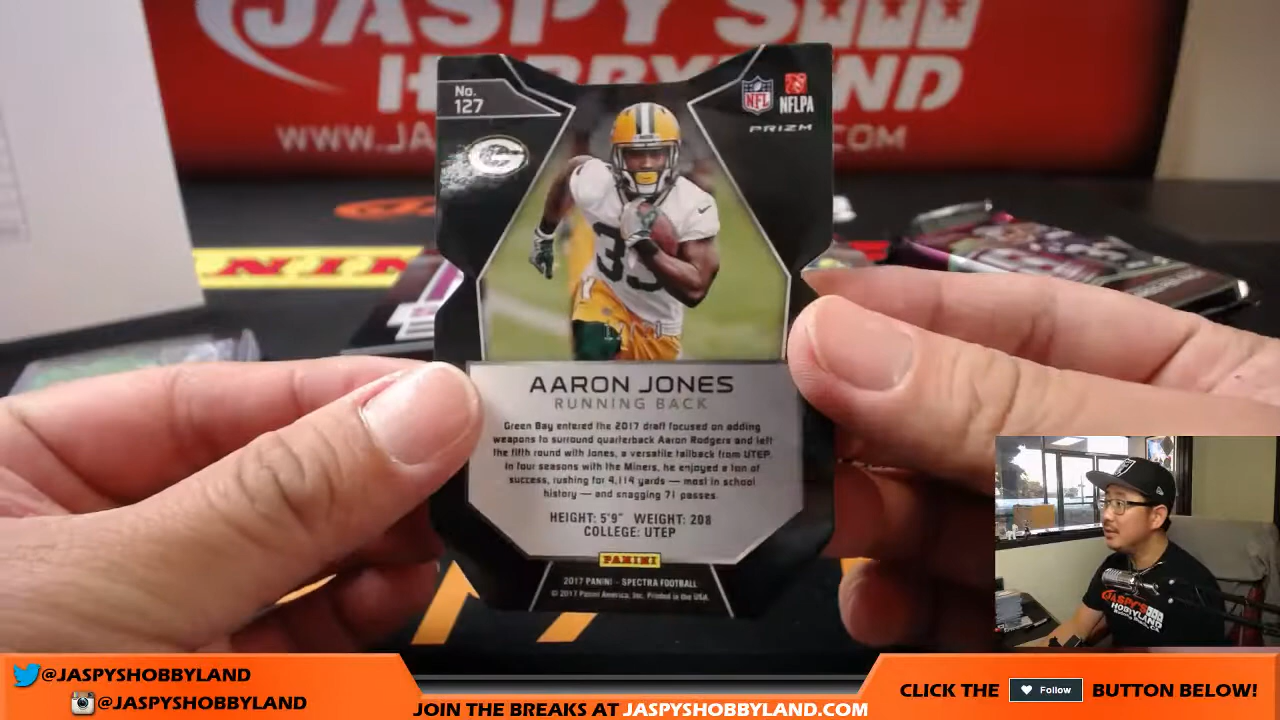 JASPY'S
HOBBYLAND
No.
127
NFL
NFLPA
PRIZM
G
33
AARON JONES
RUNNING BACK
Green Bay entered the 2017 draft focused on adding
weapons to surround quarterback Aaron Rodgers and left
the fifth round with Jones, a versatile tailback from UTEP.
In four seasons with the Miners, he enjoyed a ton of
success, rushing for 4,114 yards — most in school
history — and snagging 71 passes.
HEIGHT: 5'9" WEIGHT: 208
COLLEGE: UTEP
PANINI
2017 PANINI - SPECTRA FOOTBALL
© 2017 Panini America, Inc. Printed in the USA.
JASPY'S
HOBBYLAND
@JASPYSHOBBYLAND
@JASPYSHOBBYLAND
JOIN THE BREAKS AT JASPYSHOBBYLAND.COM
CLICK THE Follow BUTTON BELOW!